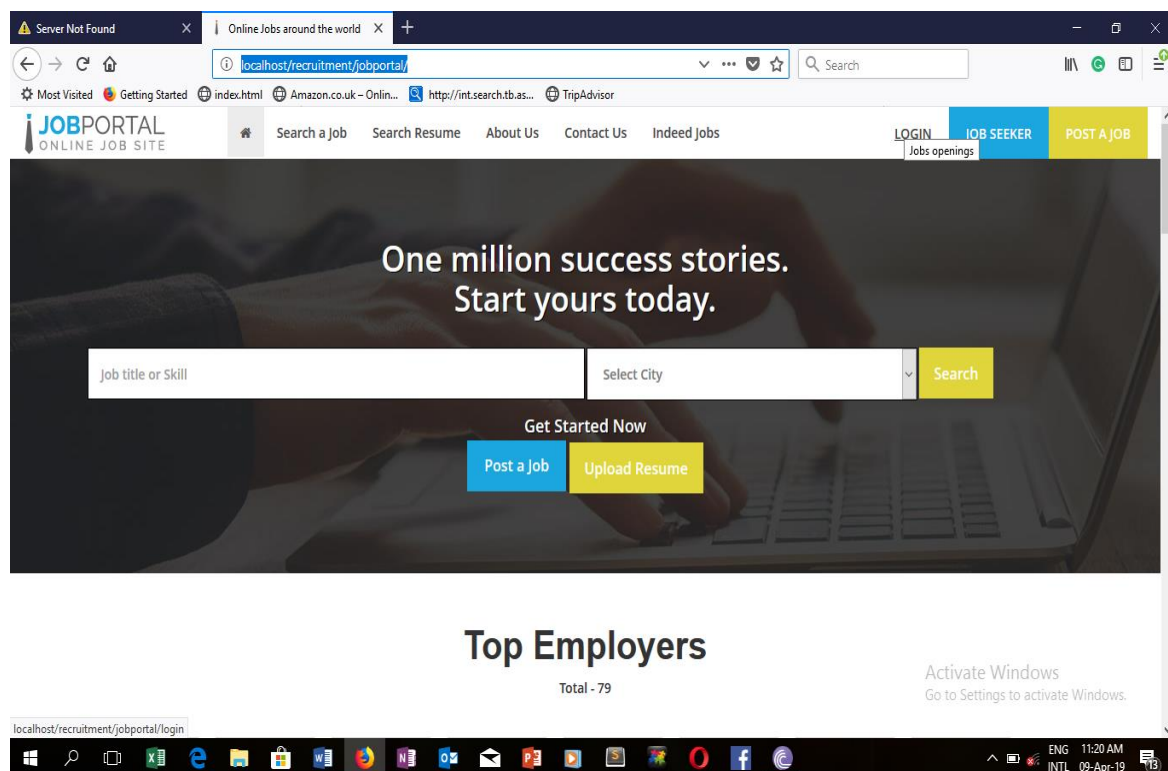 Server Not Found
Online Jobs around the world
localhost/recruitment/jobportal/
Search
Most Visited Getting Started index.html Amazon.co.uk – Onlin... http://int.search.tb.as... TripAdvisor
JOBPORTAL
ONLINE JOB SITE
Search a Job Search Resume About Us Contact Us Indeed Jobs LOGIN JOB SEEKER POST A JOB
Jobs openings
One million success stories.
Start yours today.
Job title or Skill Select City Search
Get Started Now
Post a Job Upload Resume
Top Employers
Total - 79
Activate Windows
Go to Settings to activate Windows.
localhost/recruitment/jobportal/login
ENG 11:20 AM
INTL 09-Apr-19
13